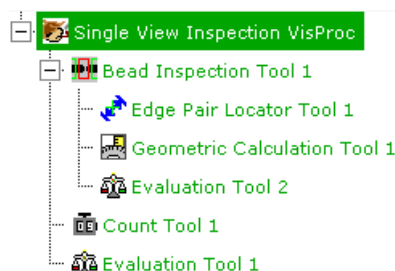 Single View Inspection VisProc
Bead Inspection Tool 1
Edge Pair Locator Tool 1
Geometric Calculation Tool 1
Evaluation Tool 2
Count Tool 1
Evaluation Tool 1